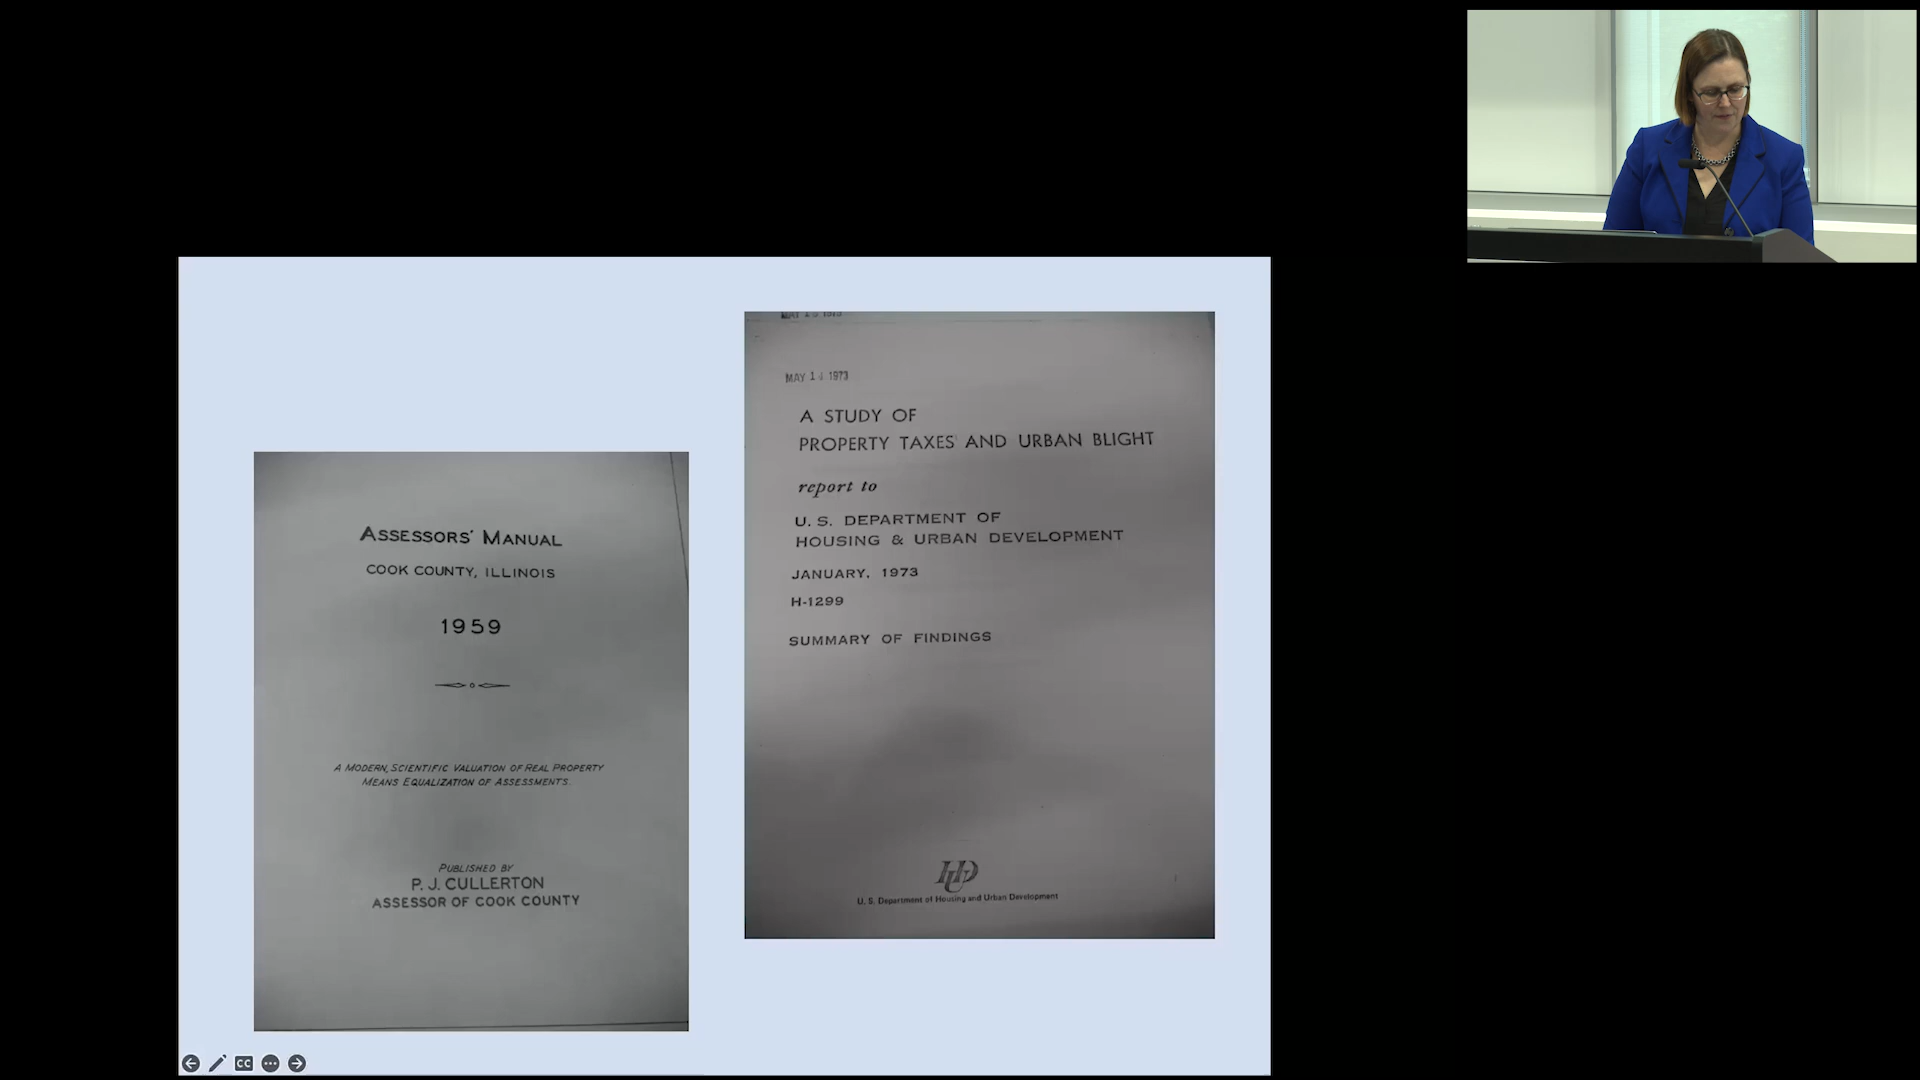 ASSESSORS' MANUAL
COOK COUNTY, ILLINOIS
1959
A MODERN, SCIENTIFIC VALUATION OF REAL PROPERTY
MEANS EQUALIZATION OF ASSESSMENTS.
PUBLISHED BY
P. J. CULLERTON
ASSESSOR OF COOK COUNTY
MAY 1973
A STUDY OF
PROPERTY TAXES AND URBAN BLIGHT
report to
U. S. DEPARTMENT OF
HOUSING & URBAN DEVELOPMENT
JANUARY, 1973
H-1299
SUMMARY OF FINDINGS
HUD
U. S. Department of Housing and Urban Development
CC